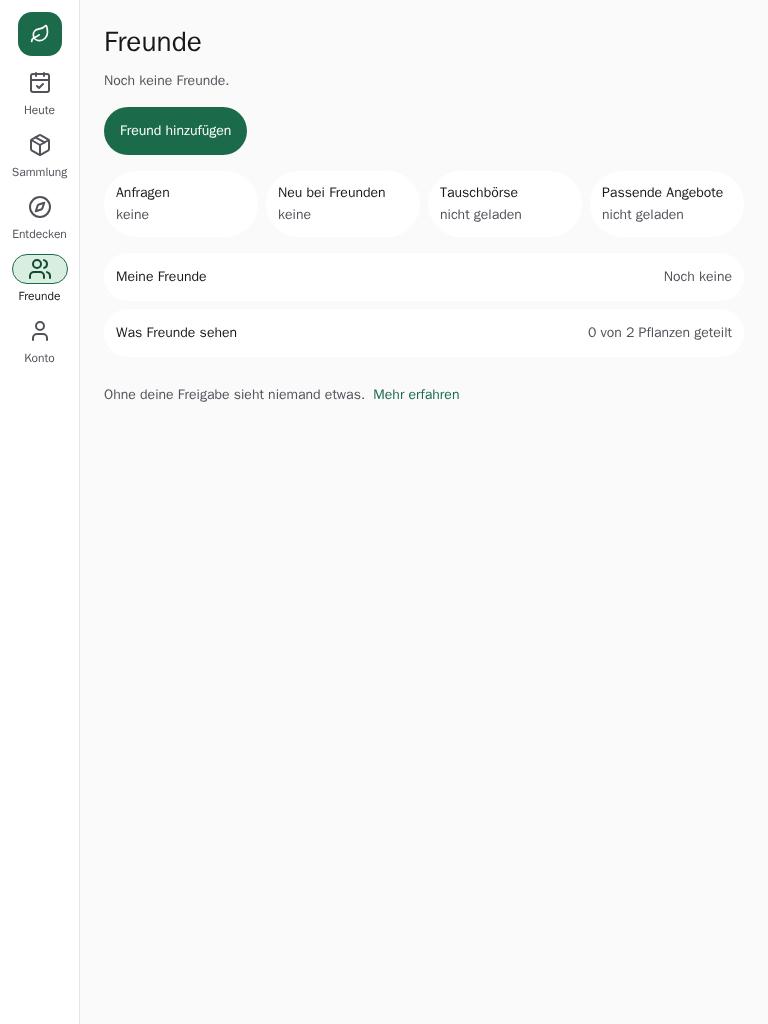 Freunde
Noch keine Freunde.
Freund hinzufügen
Anfragen
keine
Neu bei Freunden
keine
Tauschbörse
nicht geladen
Passende Angebote
nicht geladen
Meine Freunde
Noch keine
Was Freunde sehen
0 von 2 Pflanzen geteilt
Ohne deine Freigabe sieht niemand etwas. Mehr erfahren
Heute
Sammlung
Entdecken
Freunde
Konto